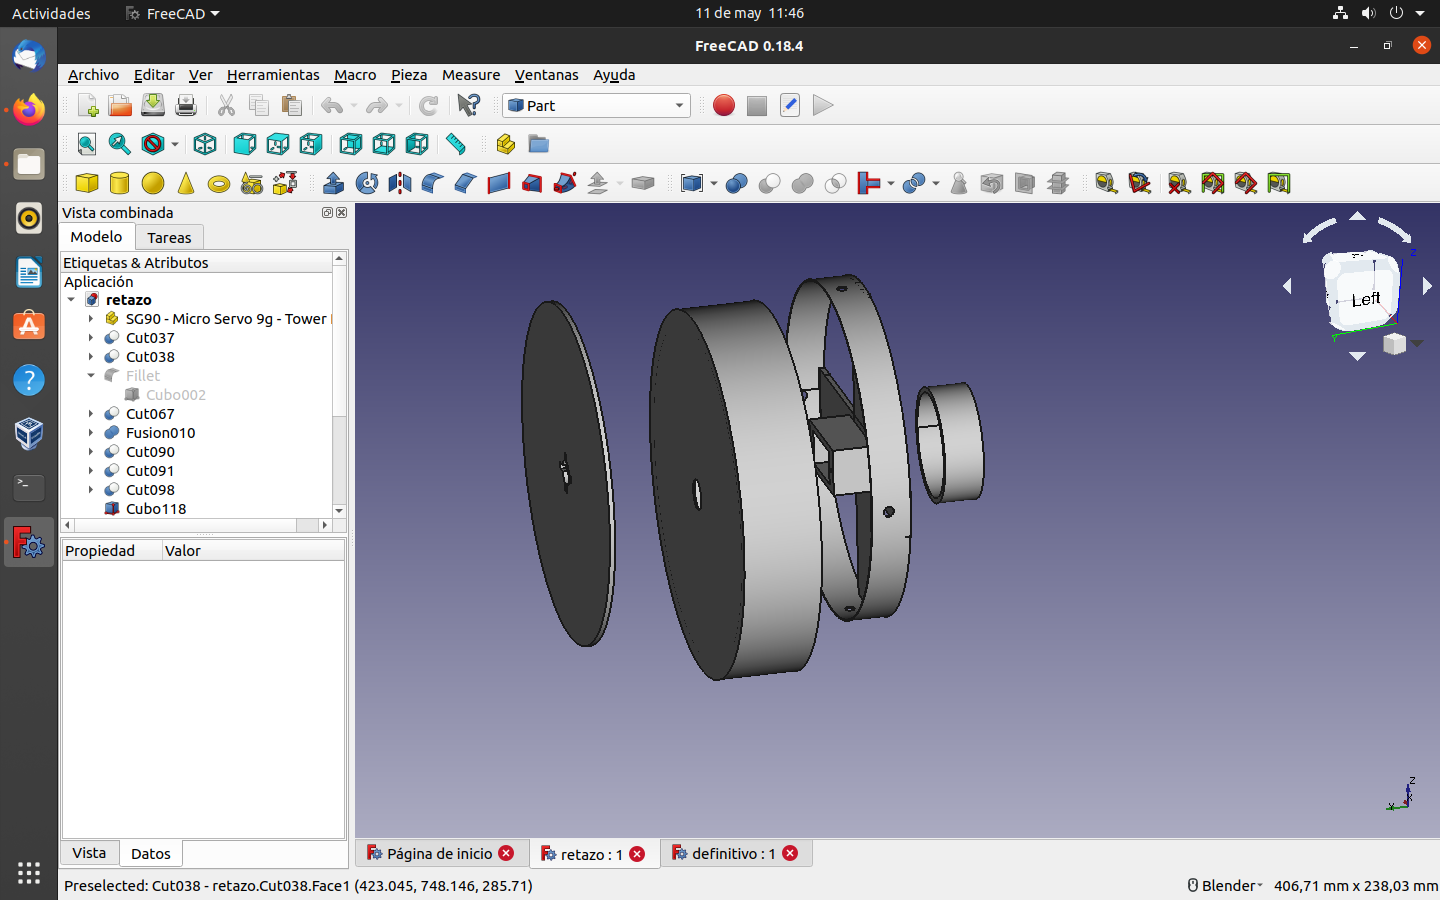 Actividades FreeCAD 11 de may 11:46
FreeCAD 0.18.4
Archivo Editar Ver Herramientas Macro Pieza Measure Ventanas Ayuda
Part
Vista combinada
Modelo Tareas
Etiquetas & Atributos
Aplicación
retazo
SG90 - Micro Servo 9g - Tower
Cut037
Cut038
Fillet
Cubo002
Cut067
Fusion010
Cut090
Cut091
Cut098
Cubo118
Propiedad Valor
Left
Z
Y
Z
X
Y
Vista Datos
Página de inicio retazo : 1 definitivo : 1
Preselected: Cut038 - retazo.Cut038.Face1 (423.045, 748.146, 285.71) Blender 406,71 mm x 238,03 mm